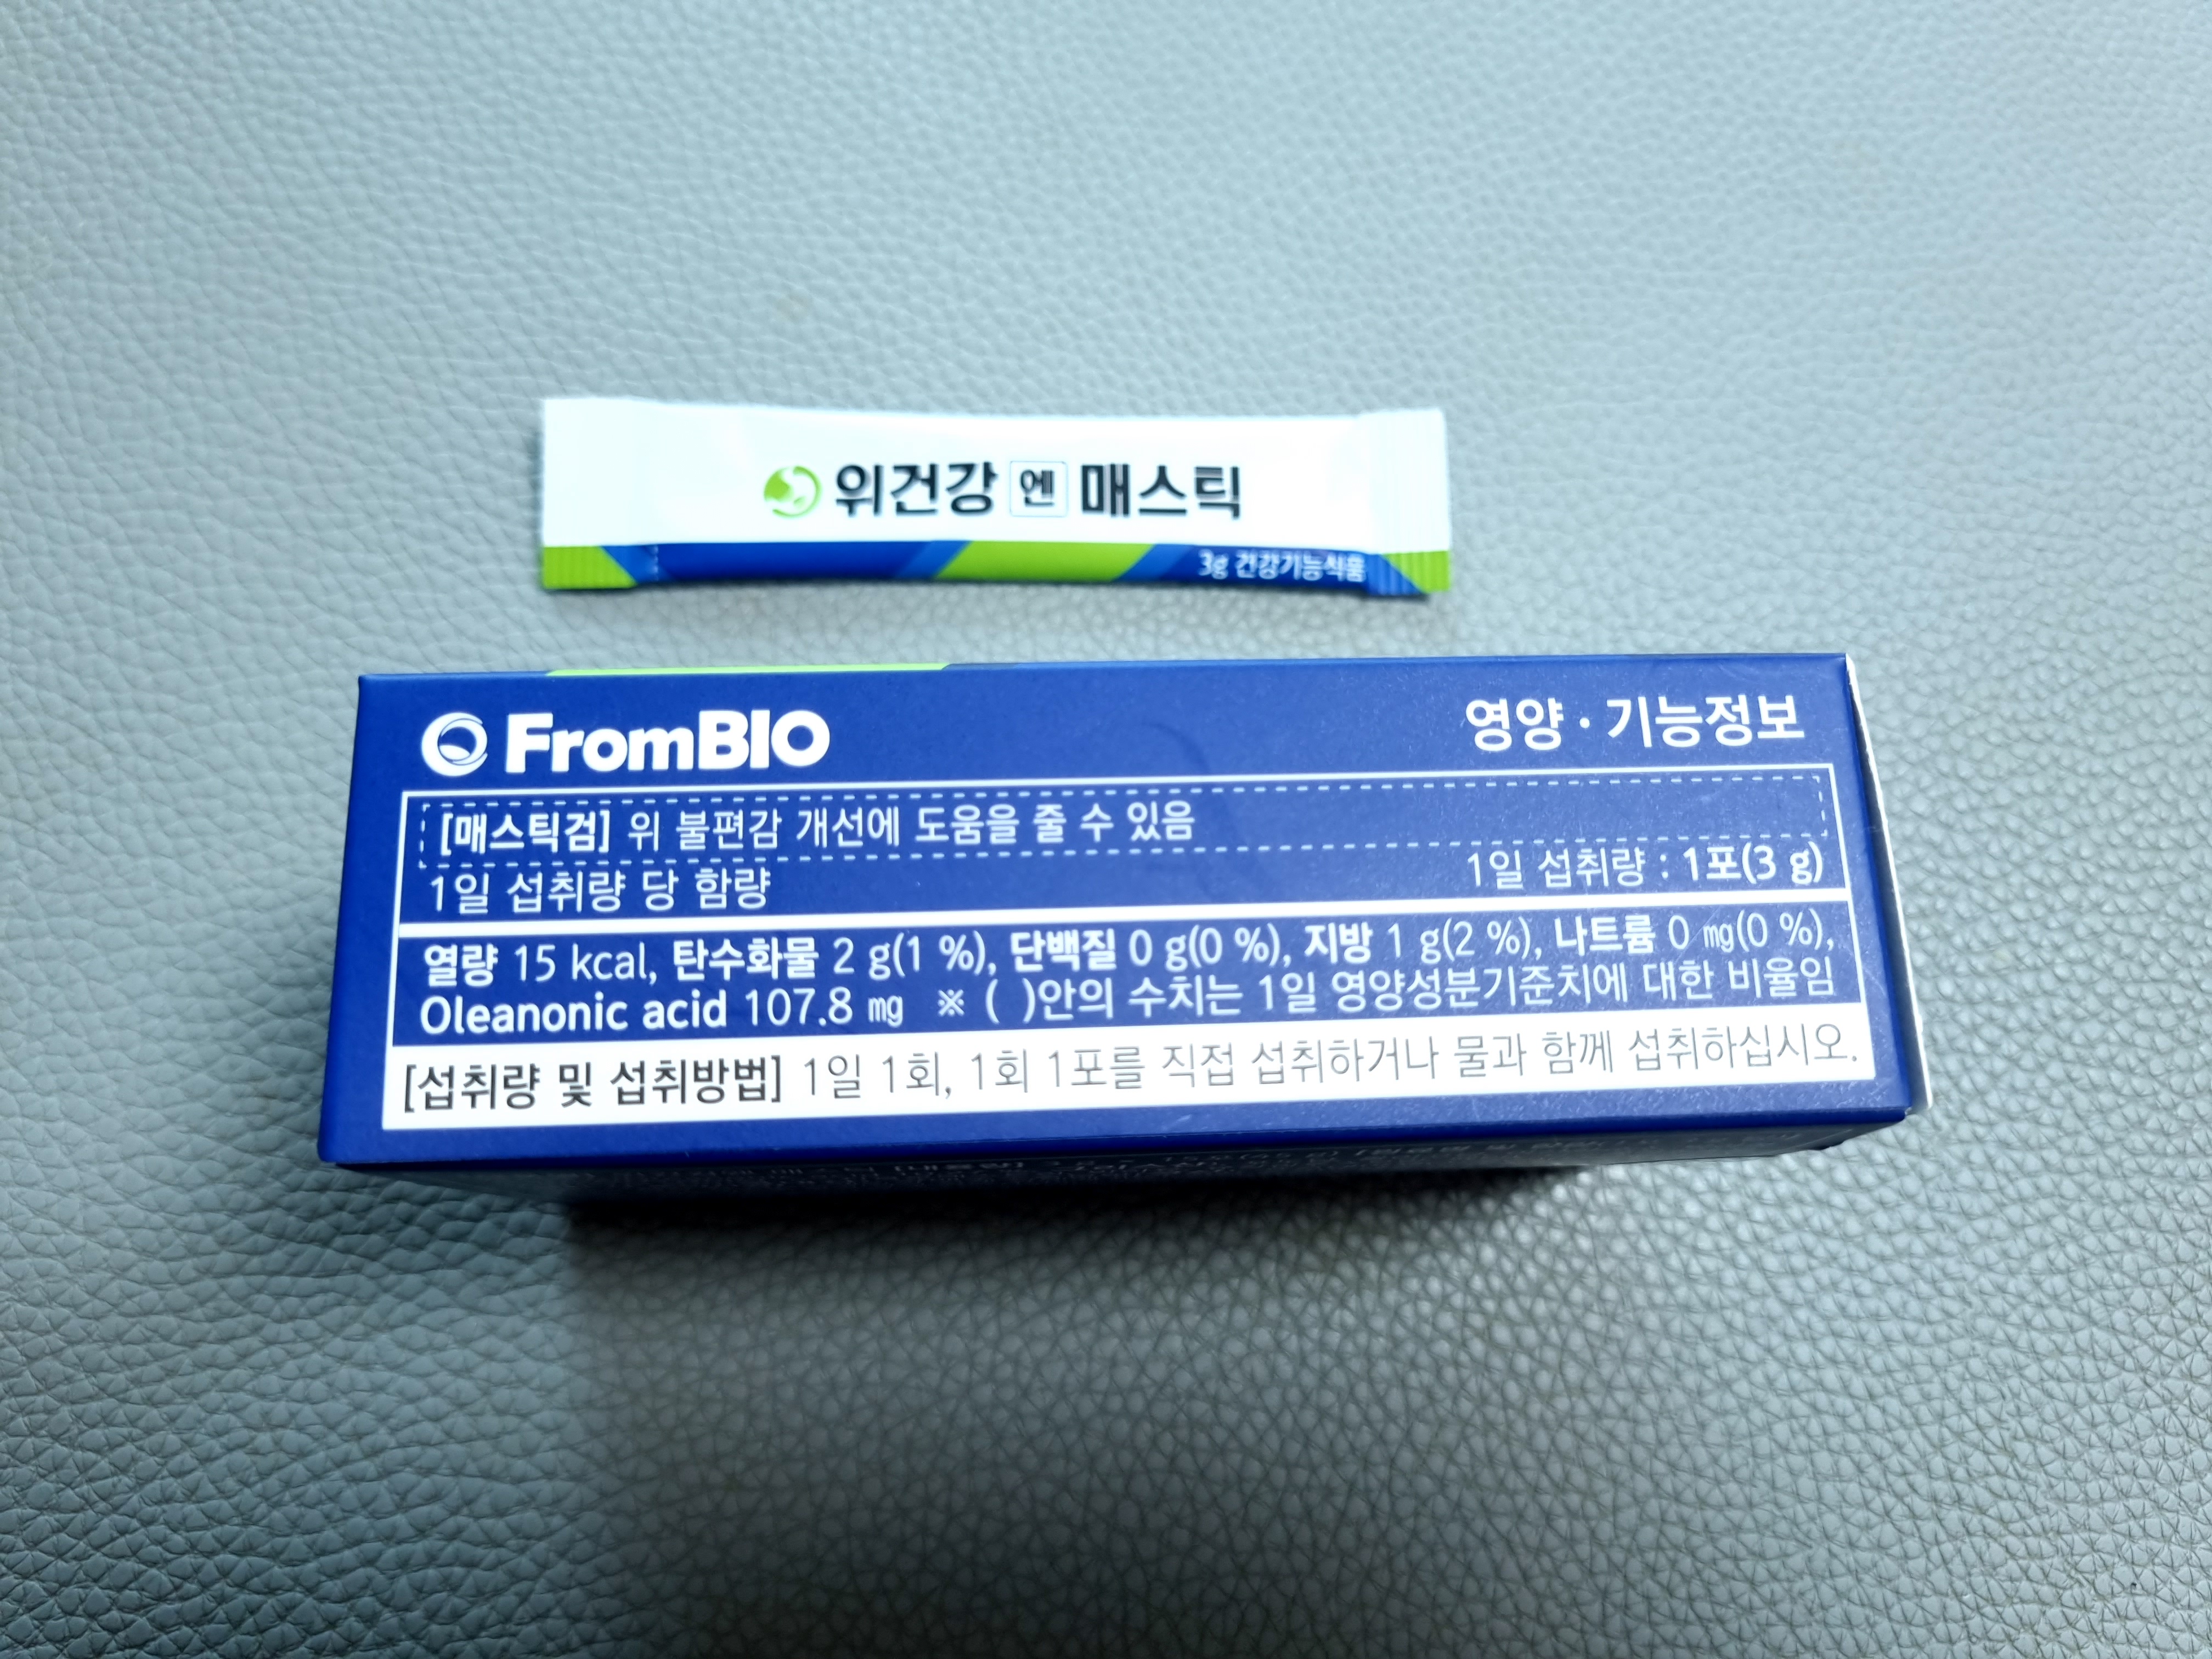 위건강 엔 매스틱
3g 건강기능식품
FromBIO
영양·기능정보
[매스틱검] 위 불편감 개선에 도움을 줄 수 있음
1일 섭취량 당 함량
1일 섭취량 : 1포(3 g)
열량 15 kcal, 탄수화물 2 g(1 %), 단백질 0 g(0 %), 지방 1 g(2 %), 나트륨 0 mg(0 %),
Oleanonic acid 107.8 mg ※ ( )안의 수치는 1일 영양성분기준치에 대한 비율임
[섭취량 및 섭취방법] 1일 1회, 1회 1포를 직접 섭취하거나 물과 함께 섭취하십시오.